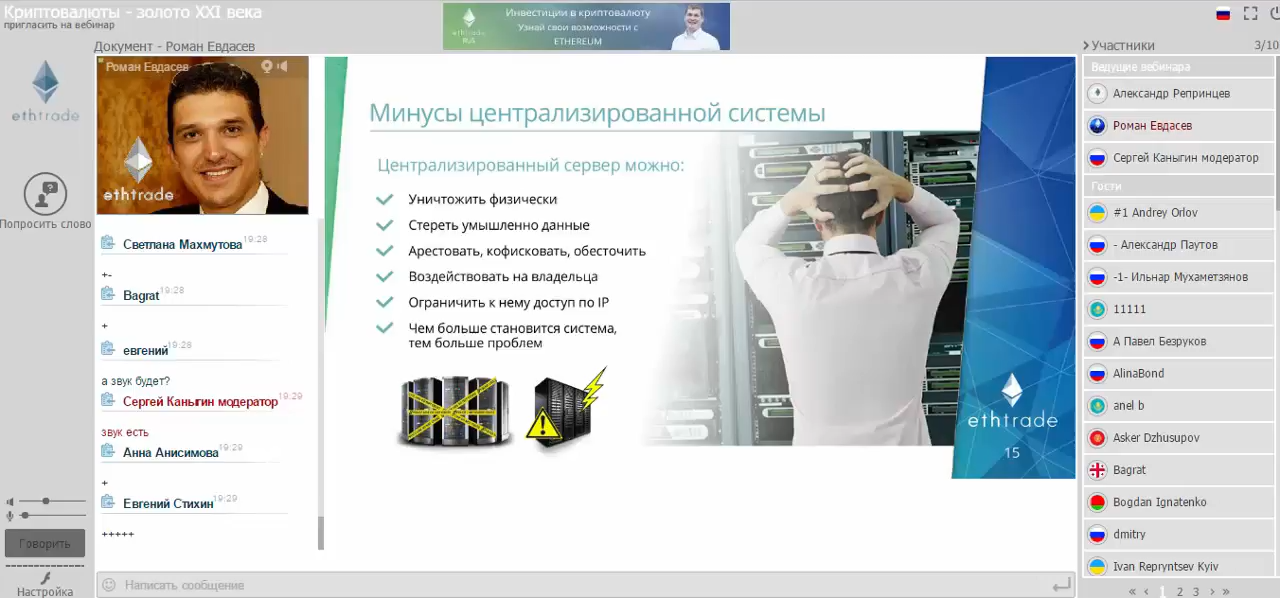 Криптовалюты - золото XXI века
пригласить на вебинар
ethtrade
Инвестиции в криптовалюту
Узнай свои возможности с
ETHEREUM
Документ - Роман Евдасев
Участники
3/10
ethtrade
Попросить слово
Говорить
Настройка
Роман Евдасев
ethtrade
Светлана Махмутова 19:28
+-
Bagrat 19:28
+
евгений 19:28
а звук будет?
Сергей Каныгин модератор 19:29
звук есть
Анна Анисимова 19:29
+
Евгений Стихин 19:29
+++++
Написать сообщение
Минусы централизированной системы
Централизированный сервер можно:
Уничтожить физически
Стереть умышленно данные
Арестовать, кофисковать, обесточить
Воздействовать на владельца
Ограничить к нему доступ по IP
Чем больше становится система,
тем больше проблем
ethtrade
15
Ведущие вебинара
Александр Репринцев
Роман Евдасев
Сергей Каныгин модератор
Гости
#1 Andrey Orlov
- Александр Паутов
-1- Ильнар Мухаметзянов
11111
А Павел Безруков
AlinaBond
anel b
Asker Dzhusupov
Bagrat
Bogdan Ignatenko
dmitry
Ivan Repryntsev Kyiv
« ‹ 1 2 3 › »